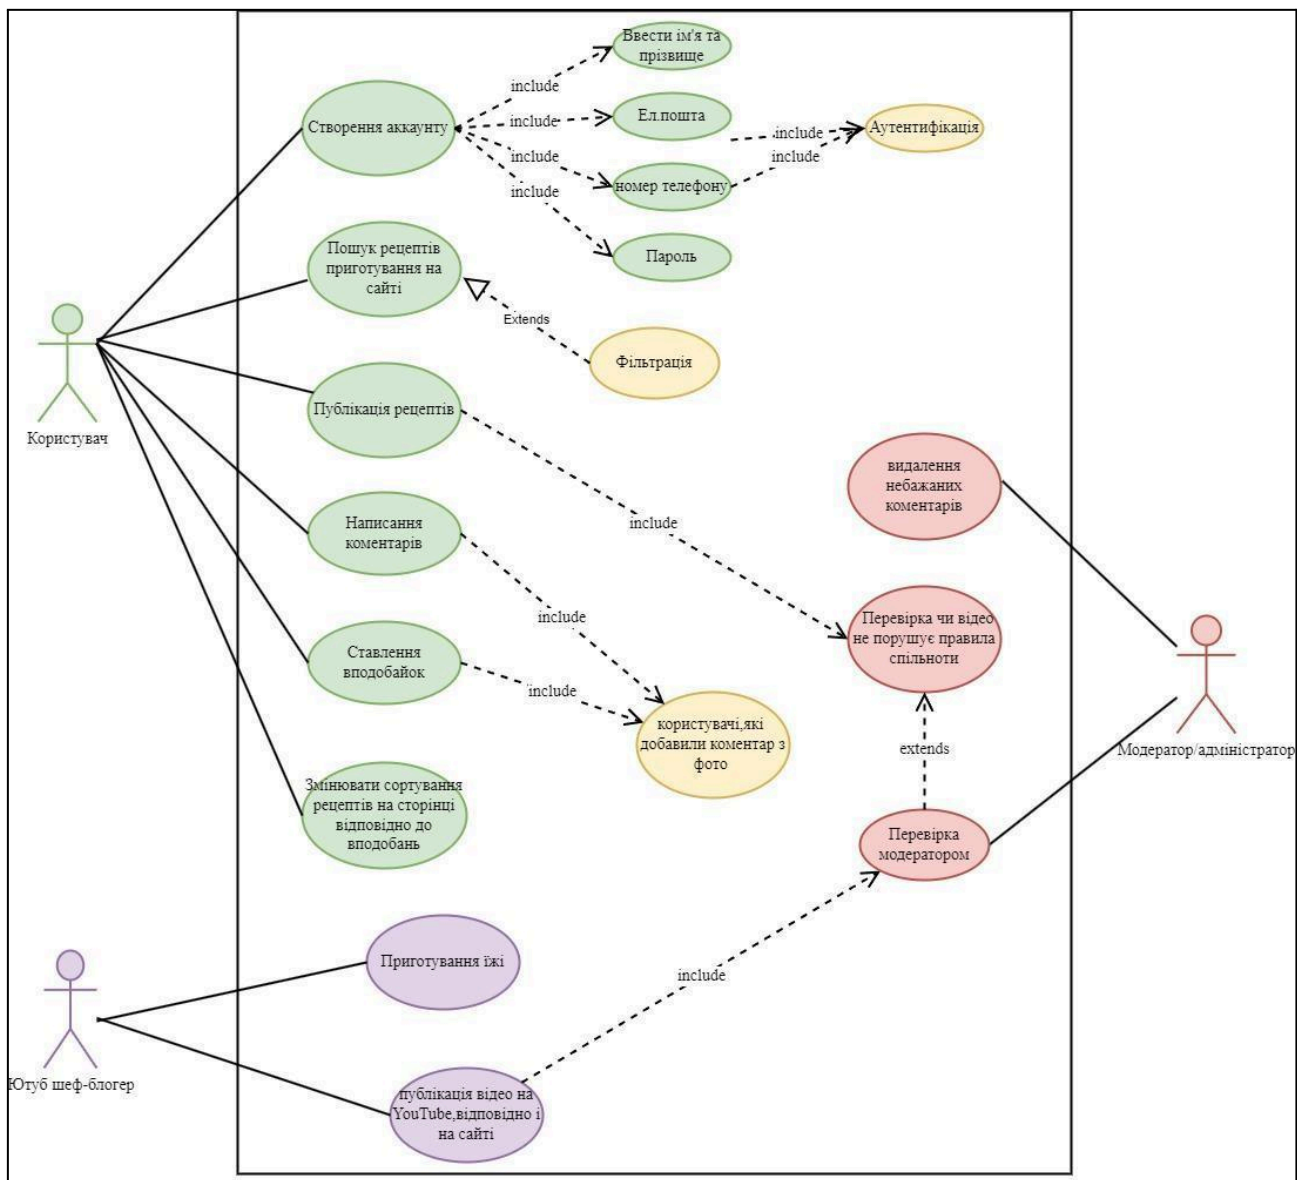 Ввести ім'я та
прізвище
include
Створення аккаунту
include
Ел.пошта
include
Аутентифікація
include
include
номер телефону
include
Пароль
Пошук рецептів
приготування на
сайті
Extends
Фільтрація
Користувач
Публікація рецептів
include
видалення
небажаних
коментарів
Написання
коментарів
include
Перевірка чи відео
не порушує правила
спільноти
Ставлення
вподобайок
include
користувачі,які
добавили коментар з
фото
extends
Модератор/адміністратор
Змінювати сортування
рецептів на сторінці
відповідно до
вподобань
Перевірка
модератором
Приготування їжі
include
Ютуб шеф-блогер
публікація відео на
YouTube,відповідно і
на сайті